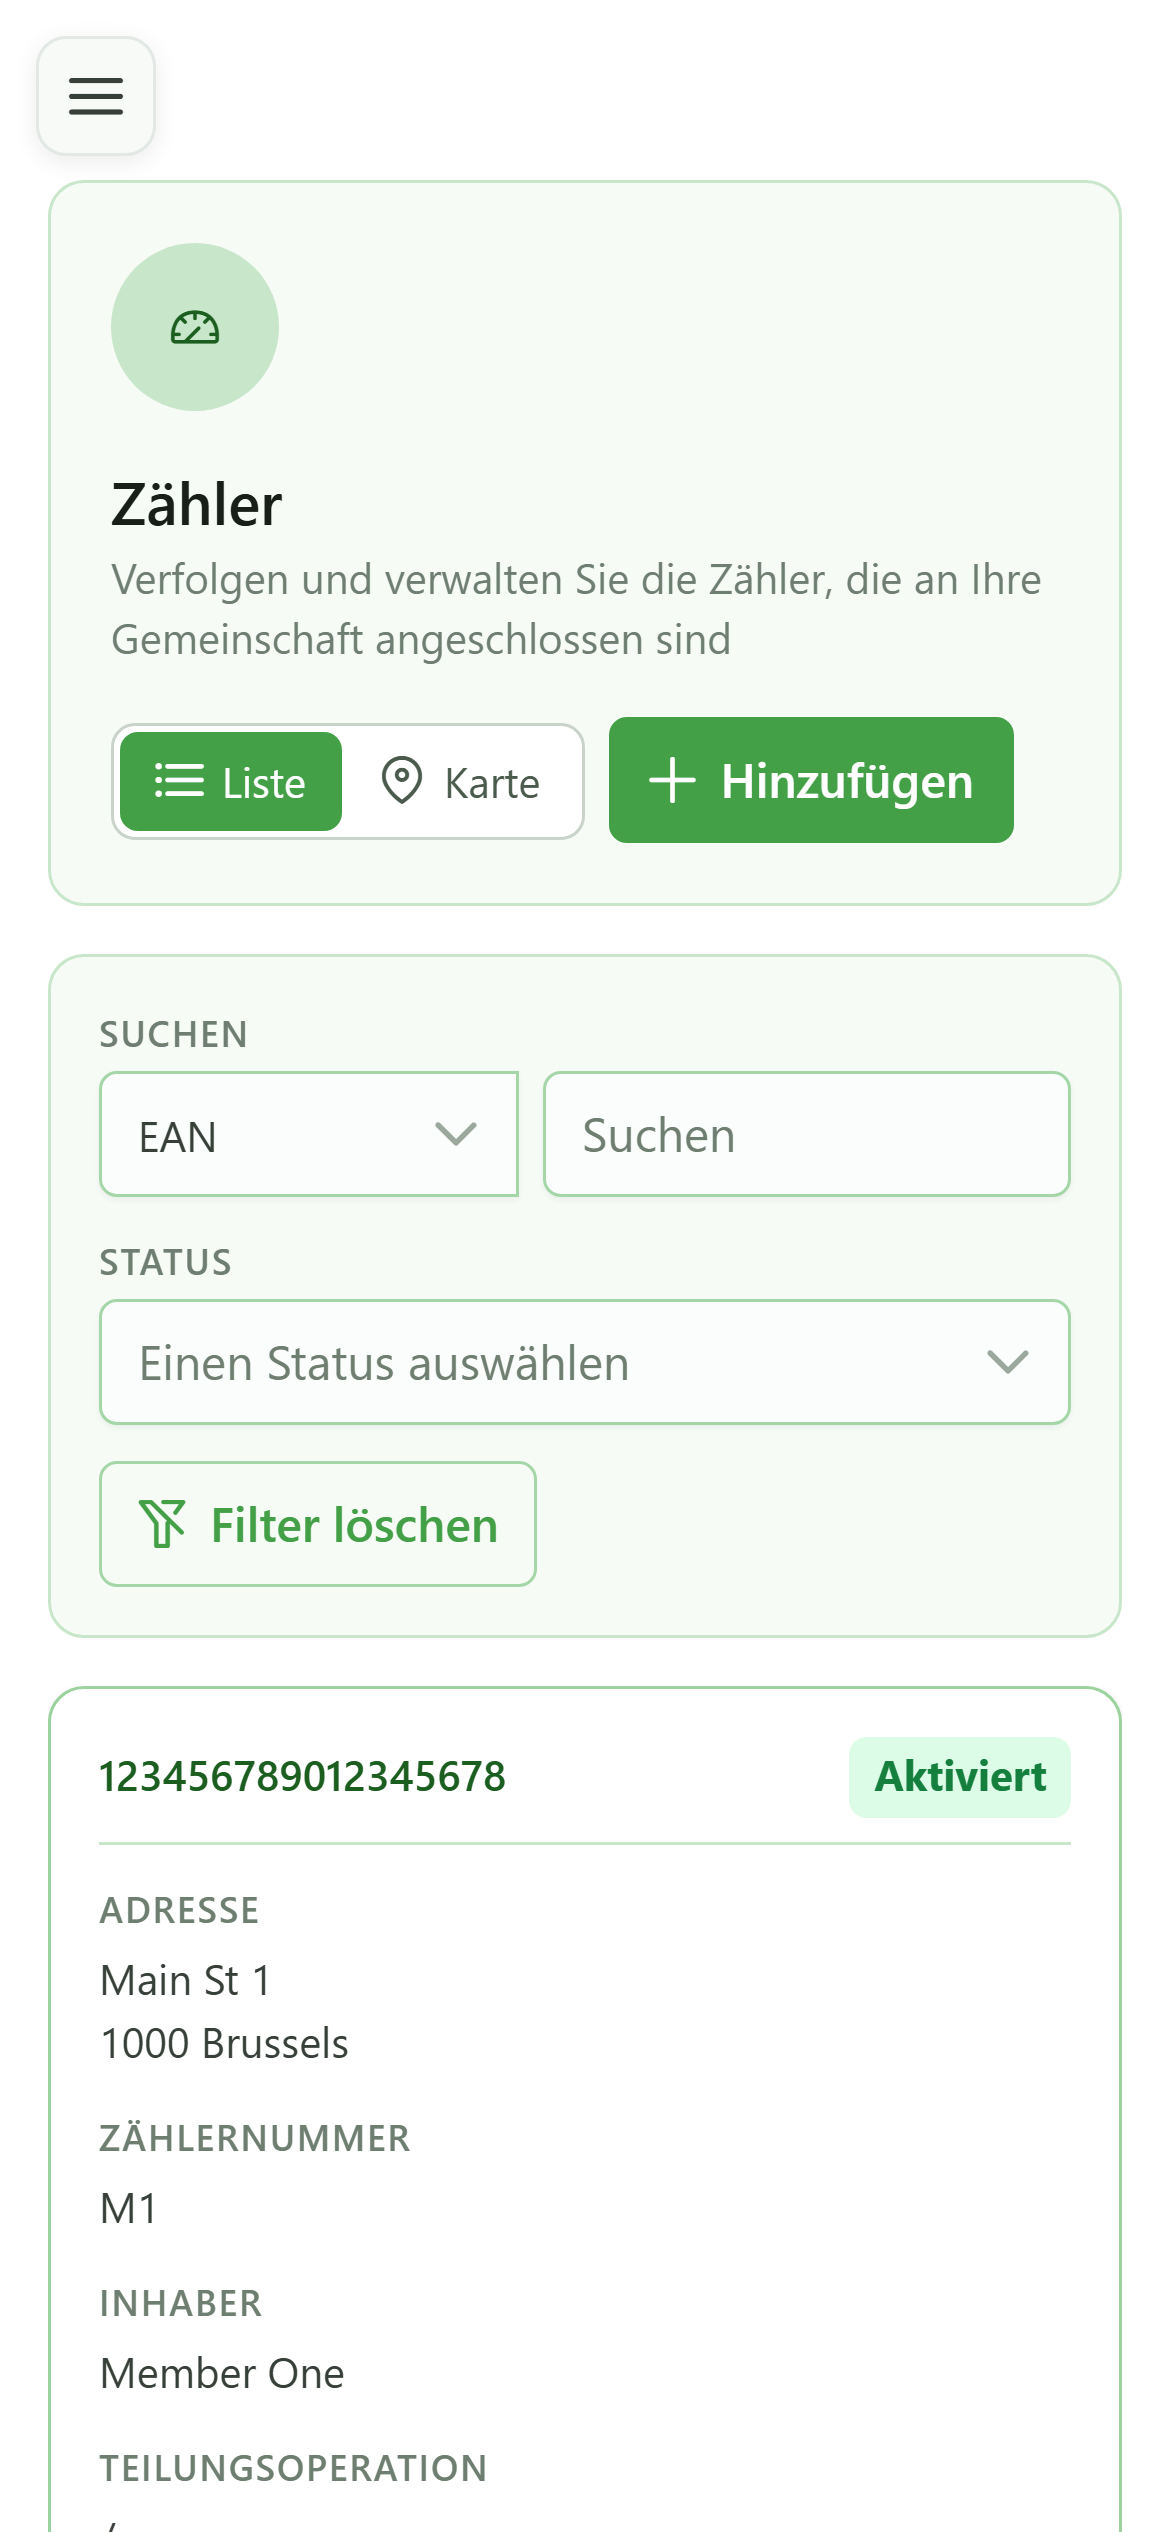 Zähler
Verfolgen und verwalten Sie die Zähler, die an Ihre
Gemeinschaft angeschlossen sind
Liste
Karte
Hinzufügen
SUCHEN
EAN
Suchen
STATUS
Einen Status auswählen
Filter löschen
123456789012345678
Aktiviert
ADRESSE
Main St 1
1000 Brussels
ZÄHLERNUMMER
M1
INHABER
Member One
TEILUNGSOPERATION